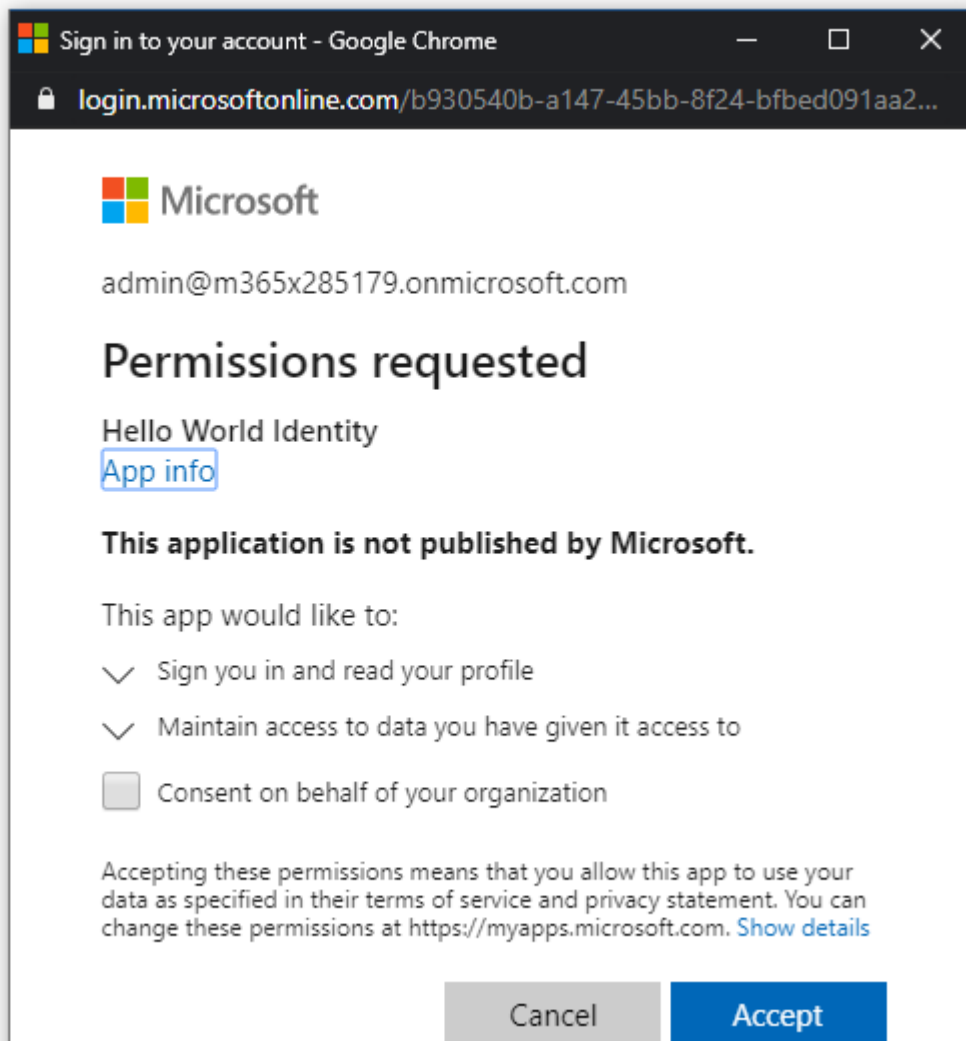 Sign in to your account - Google Chrome
login.microsoftonline.com/b930540b-a147-45bb-8f24-bfbed091aa2...
Microsoft
admin@m365x285179.onmicrosoft.com
Permissions requested
Hello World Identity
App info
This application is not published by Microsoft.
This app would like to:
Sign you in and read your profile
Maintain access to data you have given it access to
Consent on behalf of your organization
Accepting these permissions means that you allow this app to use your
data as specified in their terms of service and privacy statement. You can
change these permissions at https://myapps.microsoft.com. Show details
Cancel Accept